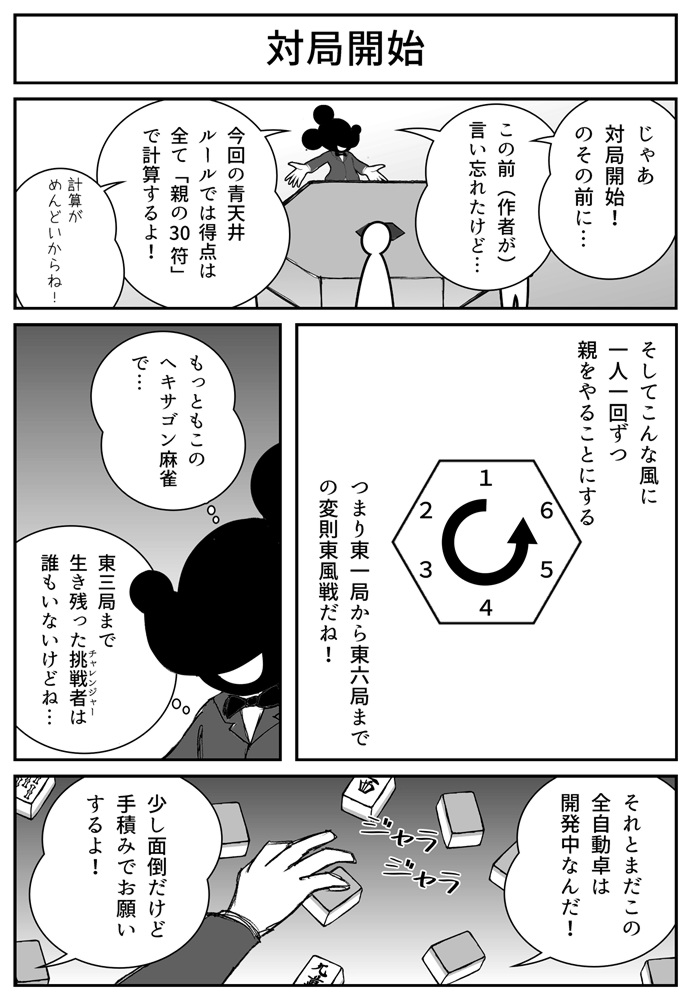 対局開始
じゃあ
対局開始！
のその前に…
この前（作者が）
言い忘れたけど…
今回の青天井
ルールでは得点は
全て「親の30符」
で計算するよ！
計算が
めんどいからね！
そしてこんな風に
一人一回ずつ
親をやることにする
1
2
3
4
5
6
つまり東一局から東六局まで
の変則東風戦だね！
もっともこの
ヘキサゴン麻雀
で…
東三局まで
生き残った挑戦者は
チャレンジャー
誰もいないけどね…
それとまだこの
全自動卓は
開発中なんだ！
西
ジャラ
ジャラ
少し面倒だけど
手積みでお願い
するよ！